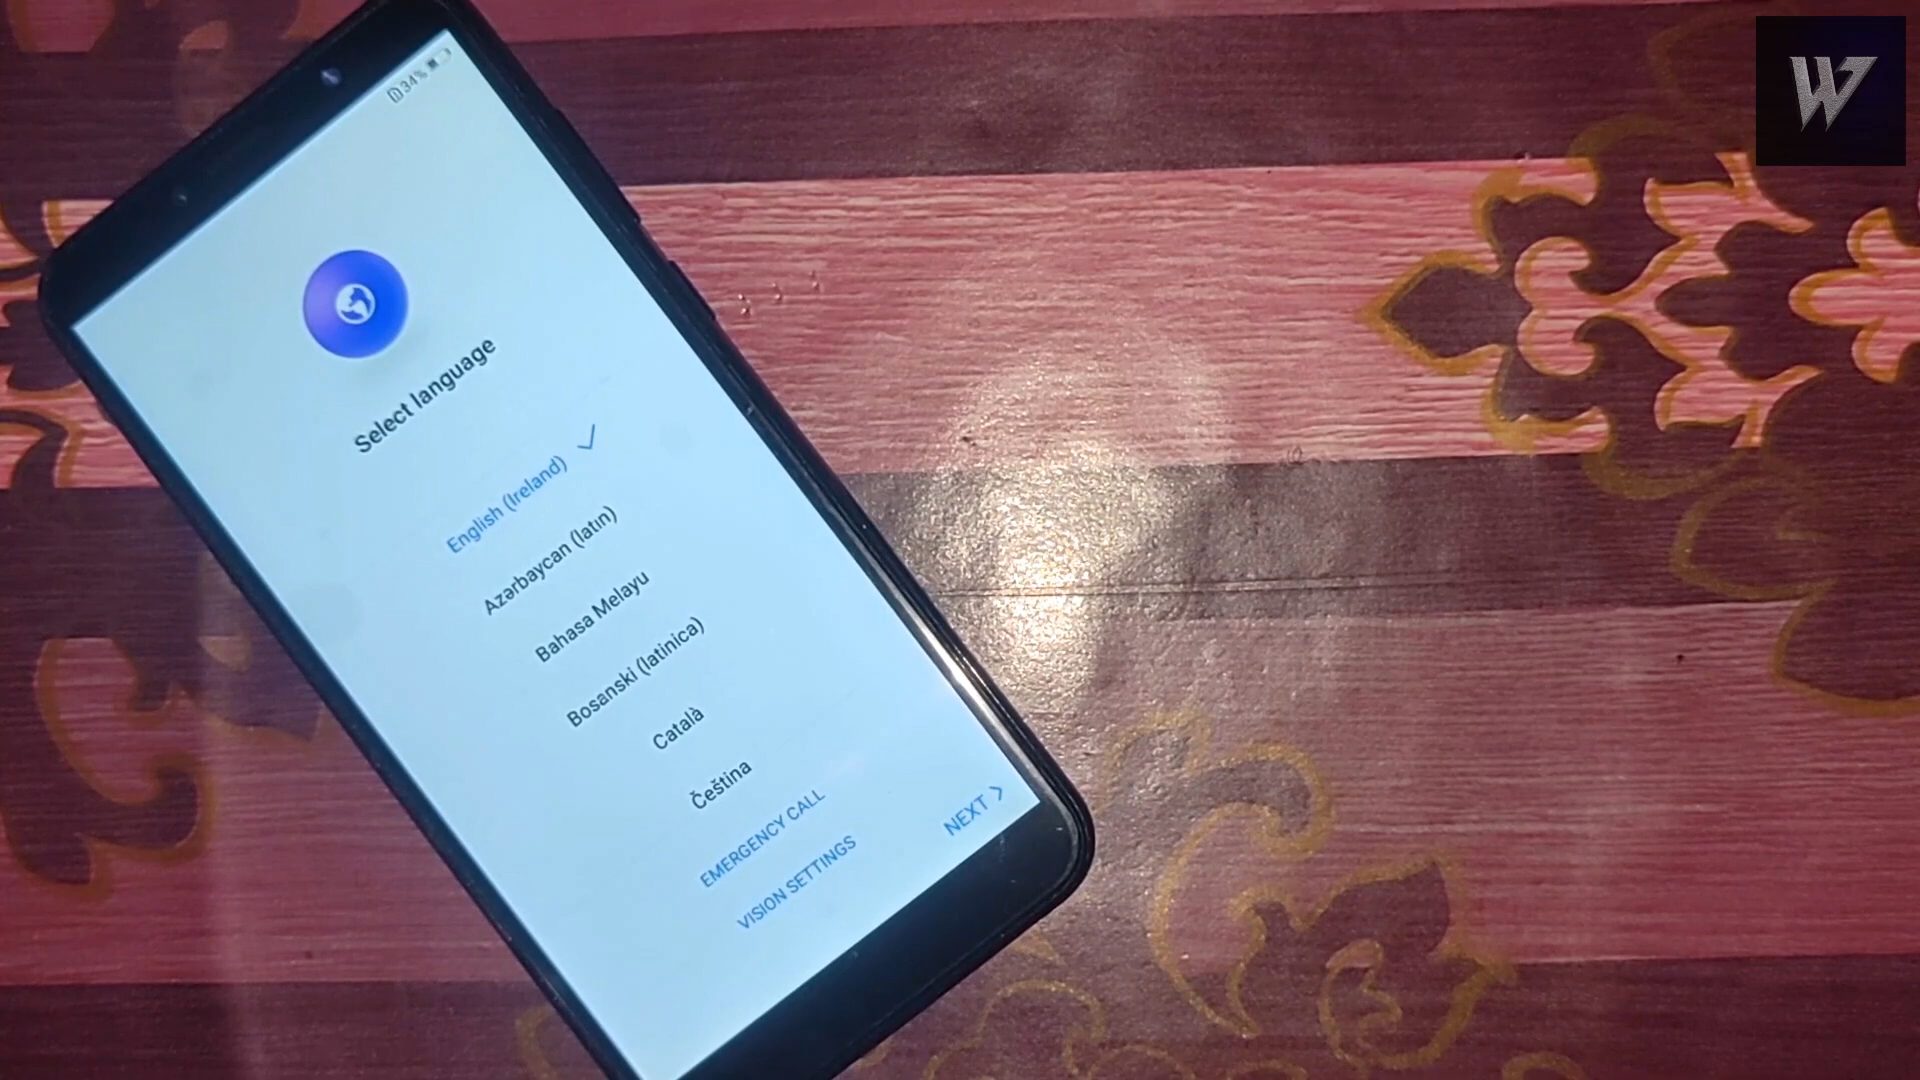 34%
Select language
English (Ireland)
Azərbaycan (latın)
Bahasa Melayu
Bosanski (latinica)
Català
Čeština
EMERGENCY CALL
VISION SETTINGS
NEXT
W